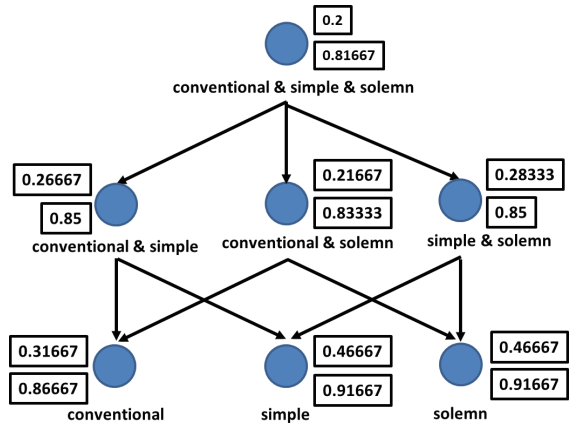 0.2
0.81667
conventional & simple & solemn
0.26667
0.85
conventional & simple
0.21667
0.83333
conventional & solemn
0.28333
0.85
simple & solemn
0.31667
0.86667
conventional
0.46667
0.91667
simple
0.46667
0.91667
solemn